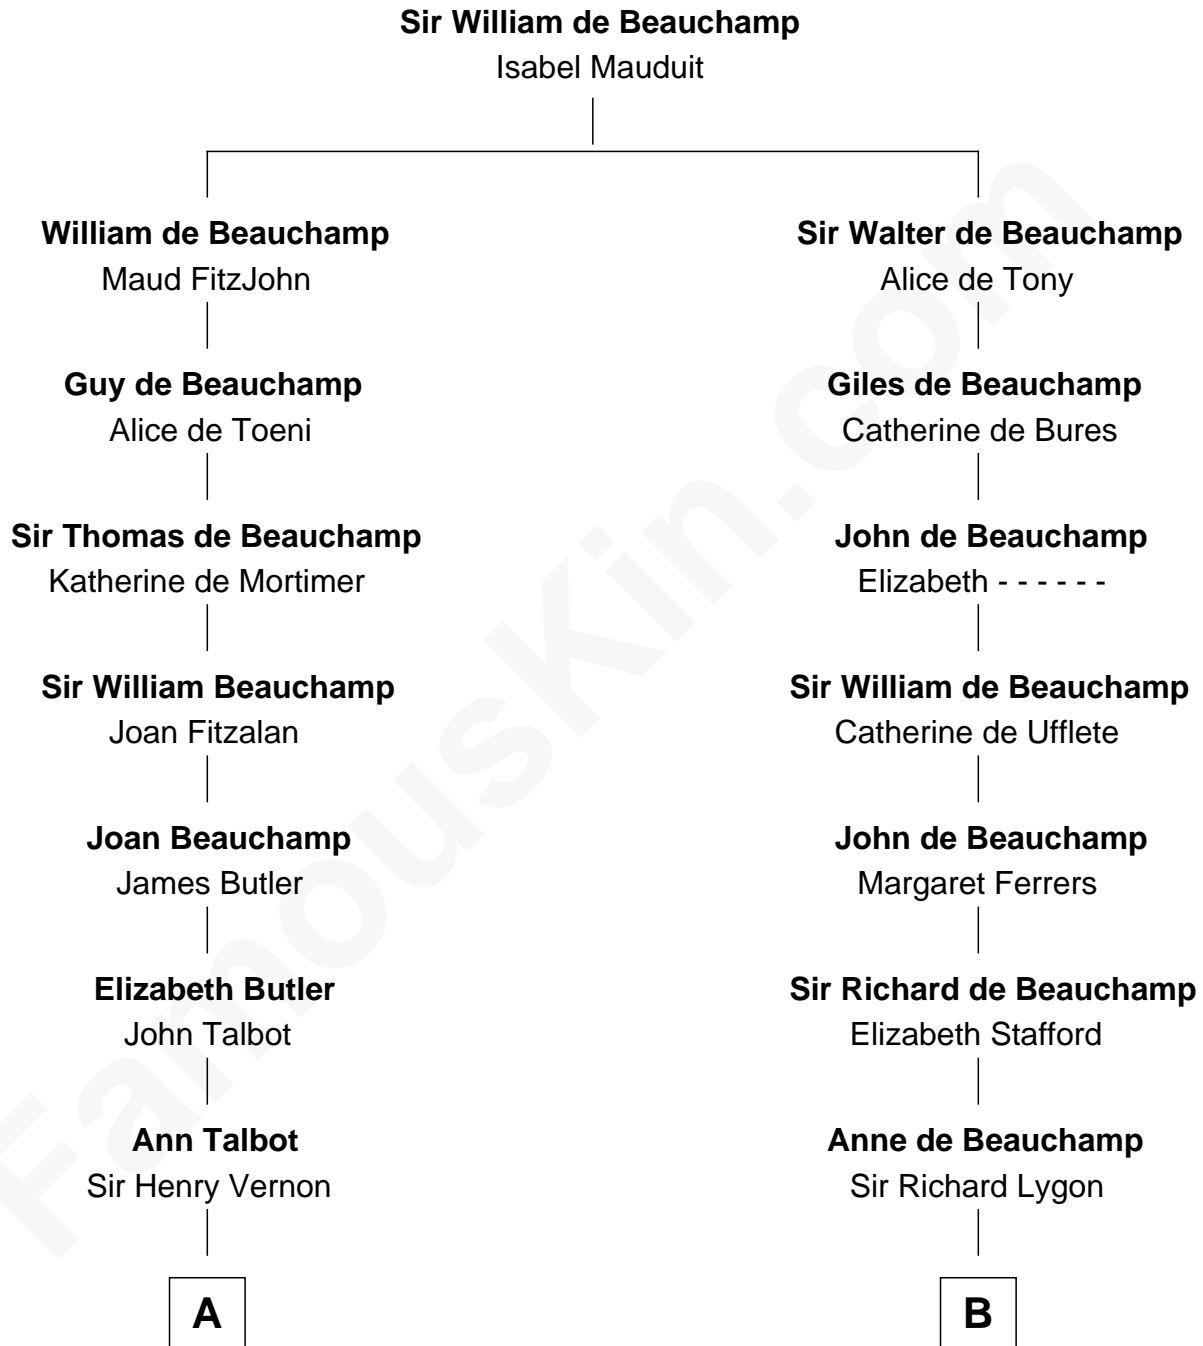 Sir William de Beauchamp
Isabel Mauduit
William de Beauchamp
Maud FitzJohn
Sir Walter de Beauchamp
Alice de Tony
Guy de Beauchamp
Alice de Toeni
Giles de Beauchamp
Catherine de Bures
Sir Thomas de Beauchamp
Katherine de Mortimer
John de Beauchamp
Elizabeth - - - - - -
Sir William Beauchamp
Joan Fitzalan
Sir William de Beauchamp
Catherine de Ufflete
Joan Beauchamp
James Butler
John de Beauchamp
Margaret Ferrers
Elizabeth Butler
John Talbot
Sir Richard de Beauchamp
Elizabeth Stafford
Ann Talbot
Sir Henry Vernon
Anne de Beauchamp
Sir Richard Lygon
A
B
FamousKin.com